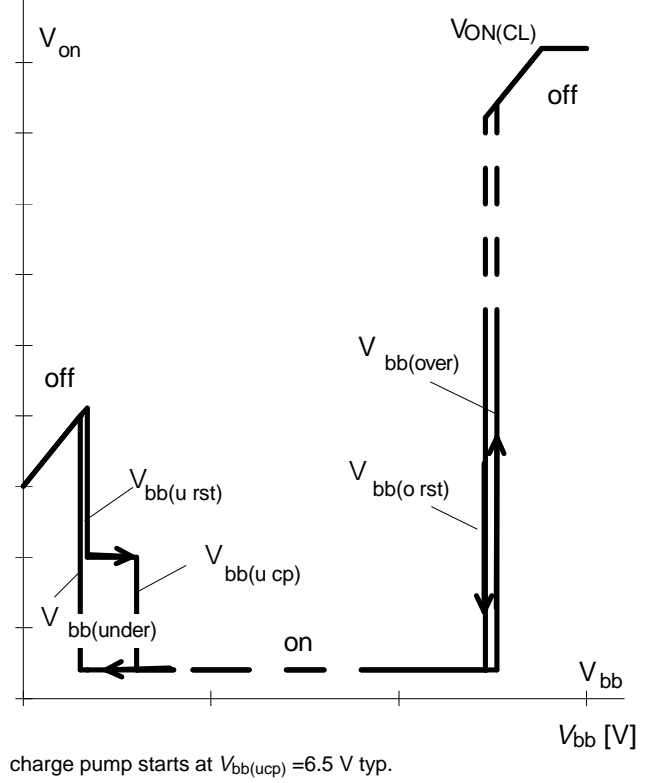 Von
VON(CL)
off
Vbb(over)
off
Vbb(o rst)
Vbb(u rst)
Vbb(u cp)
Vbb(under)
on
Vbb
Vbb [V]
charge pump starts at Vbb(ucp) =6.5 V typ.